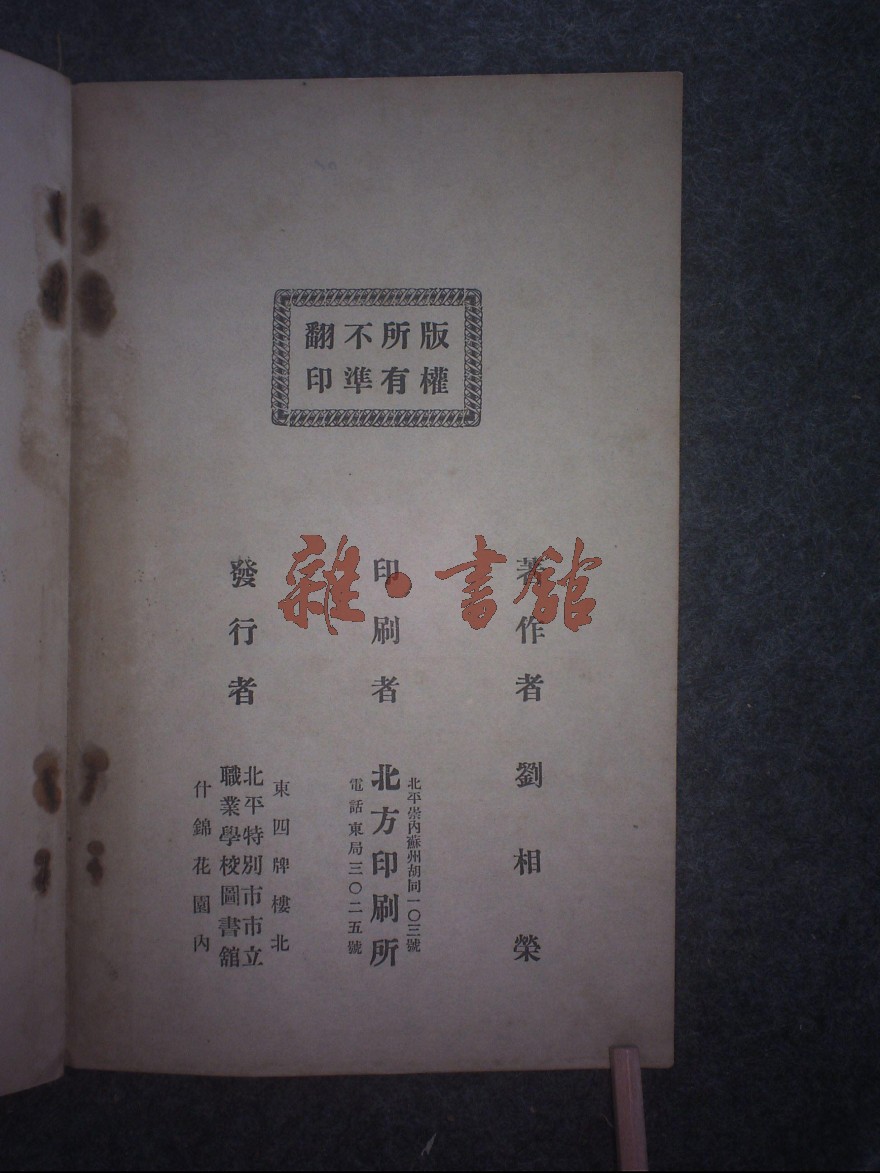 版權
所有
不準
翻印
著作者 劉相榮
印刷者
北平崇內蘇州胡同一〇三號
北方印刷所
電話東局三〇二五號
發行者
東四牌樓北
北平特別市市立
職業學校圖書舘
什錦花園內
雜·書舘